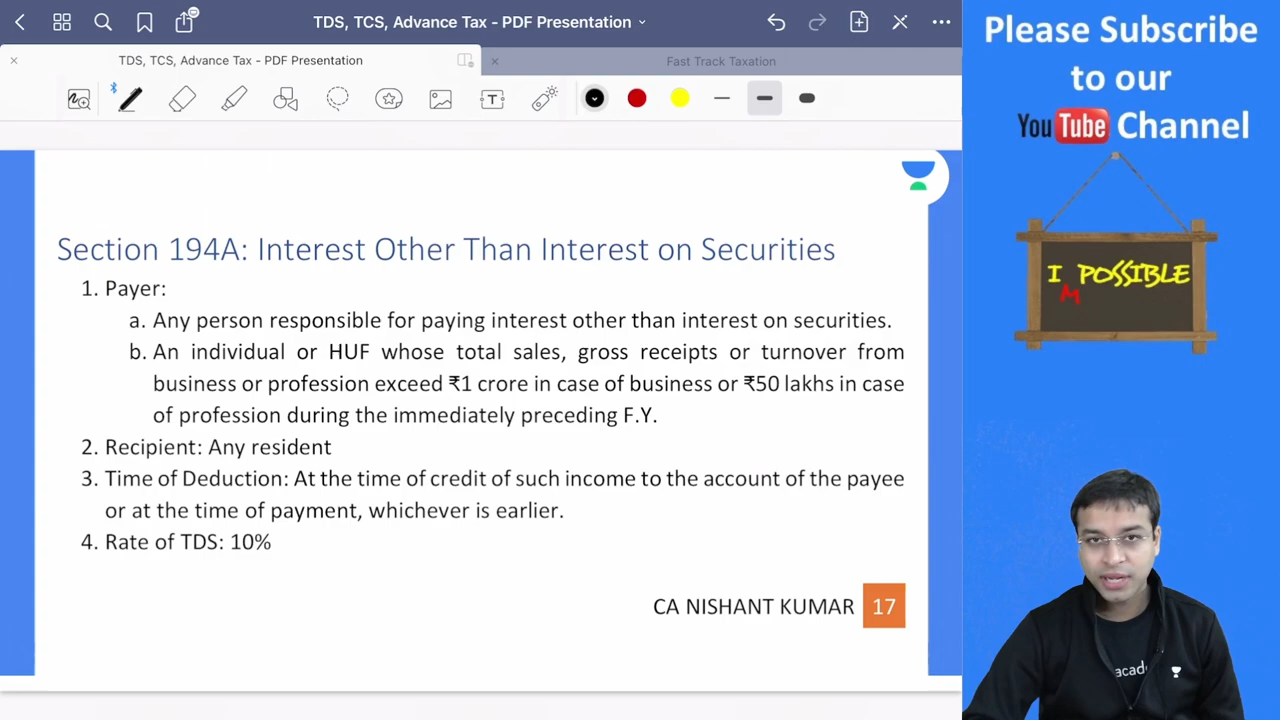 TDS, TCS, Advance Tax - PDF Presentation
TDS, TCS, Advance Tax - PDF Presentation
Fast Track Taxation
Section 194A: Interest Other Than Interest on Securities
1. Payer:
a. Any person responsible for paying interest other than interest on securities.
b. An individual or HUF whose total sales, gross receipts or turnover from
business or profession exceed ₹1 crore in case of business or ₹50 lakhs in case
of profession during the immediately preceding F.Y.
2. Recipient: Any resident
3. Time of Deduction: At the time of credit of such income to the account of the payee
or at the time of payment, whichever is earlier.
4. Rate of TDS: 10%
CA NISHANT KUMAR 17
Please Subscribe
to our
YouTube Channel
I M POSSIBLE